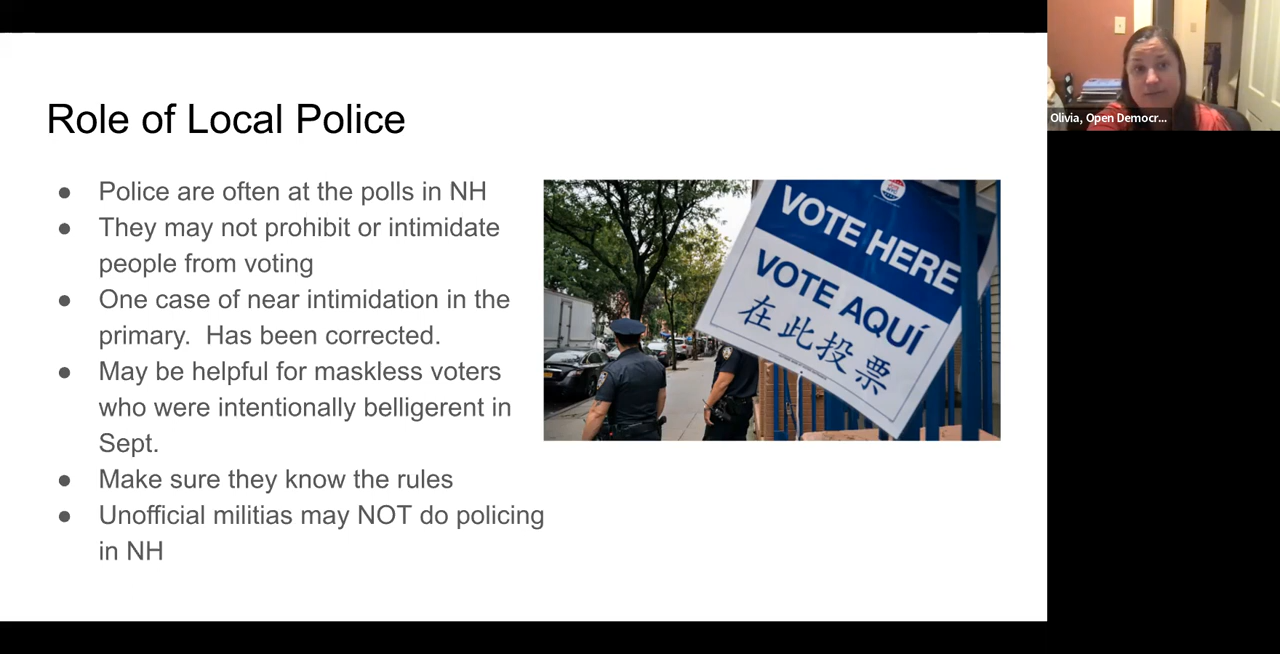 Role of Local Police
● Police are often at the polls in NH
● They may not prohibit or intimidate
people from voting
● One case of near intimidation in the
primary.  Has been corrected.
● May be helpful for maskless voters
who were intentionally belligerent in
Sept.
● Make sure they know the rules
● Unofficial militias may NOT do policing
in NH
VOTE HERE
VOTE AQUÍ
在此投票
Olivia, Open Democr...